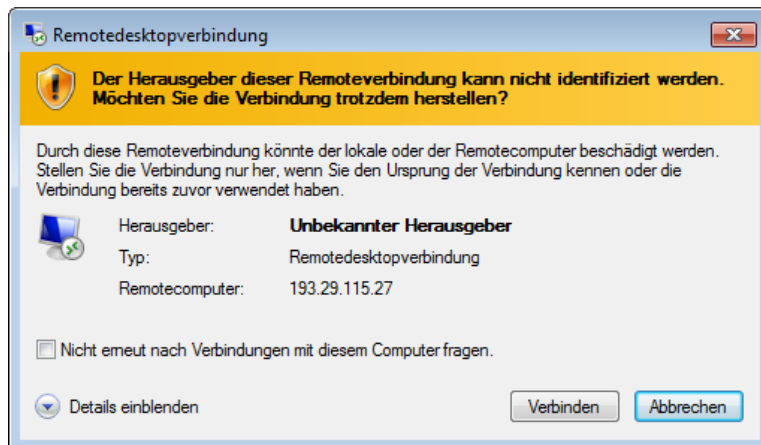 Remotedesktopverbindung
Der Herausgeber dieser Remoteverbindung kann nicht identifiziert werden.
Möchten Sie die Verbindung trotzdem herstellen?
Durch diese Remoteverbindung könnte der lokale oder der Remotecomputer beschädigt werden.
Stellen Sie die Verbindung nur her, wenn Sie den Ursprung der Verbindung kennen oder die
Verbindung bereits zuvor verwendet haben.
Herausgeber: Unbekannter Herausgeber
Typ: Remotedesktopverbindung
Remotecomputer: 193.29.115.27
Nicht erneut nach Verbindungen mit diesem Computer fragen.
Details einblenden Verbinden Abbrechen